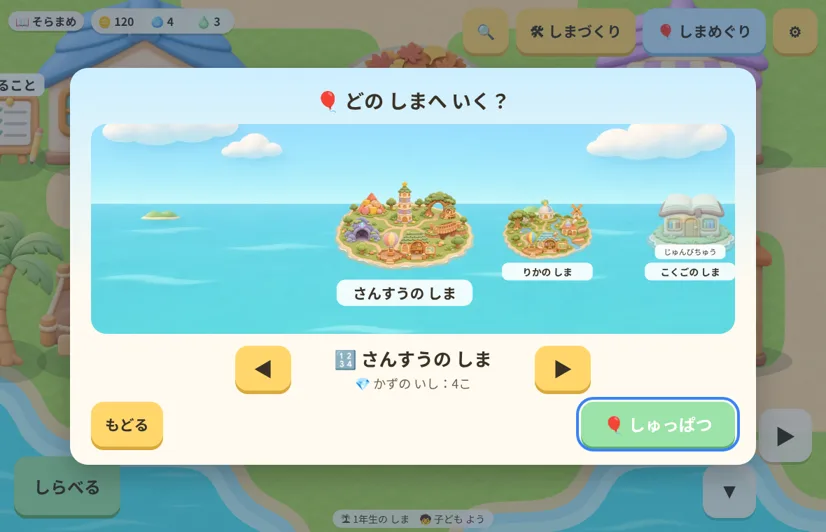 📖 そらまめ 120 4 3
🔍 🛠 しまづくり 🎈 しまめぐり ⚙
ること
🎈 どの しまへ いく？
さんすうの しま
りかの しま
じゅんびちゅう
こくごの しま
◀ 🔢 さんすうの しま ▶
💎 かずの いし：4こ
もどる
🎈 しゅっぱつ
▶
しらべる
▼
🏝 1年生の しま 🧒 子ども よう